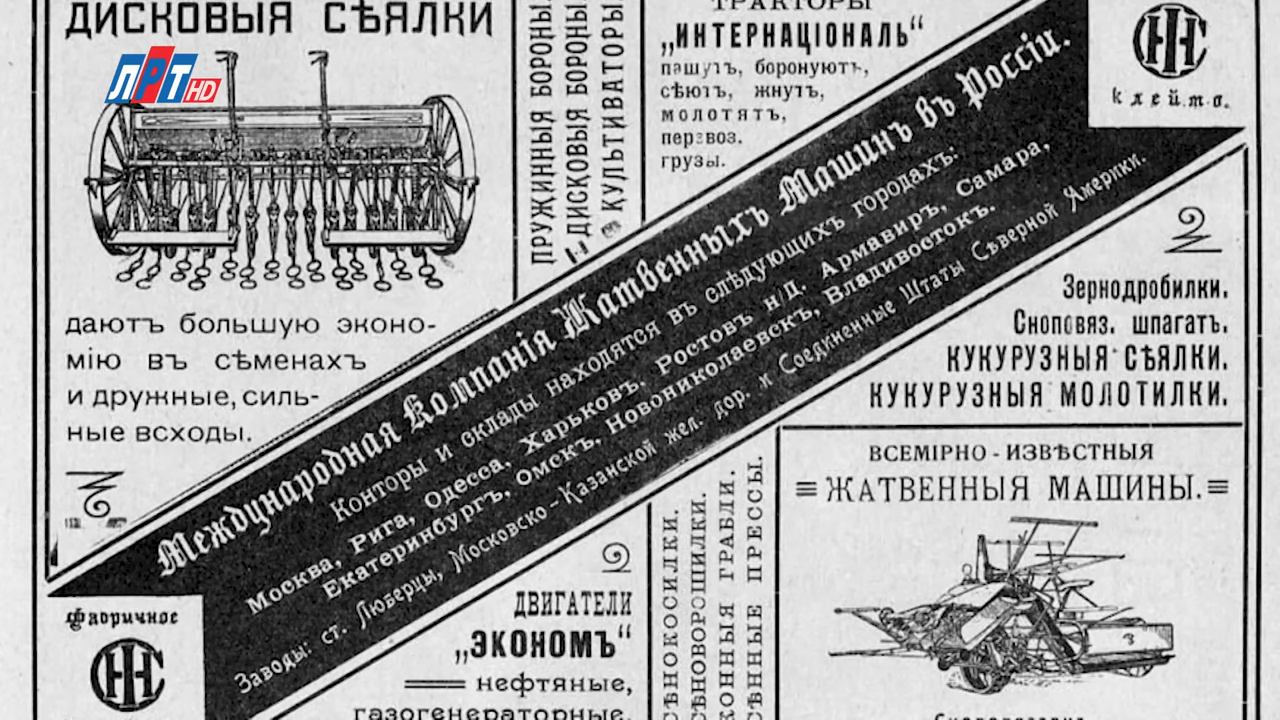 ДИСКОВЫЯ СѢЯЛКИ
ЛРТ HD
даютъ большую эконо-
мію въ сѣменахъ
и дружные, силь-
ные всходы.
ПРУЖИННЫЯ БОРОНЫ.
ДИСКОВЫЯ БОРОНЫ
КУЛЬТИВАТОРЫ
ТРАКТОРЫ
„ИНТЕРНАЦІОНАЛЬ“
пашутъ, боронуютъ,
сѣютъ, жнутъ,
молотятъ,
перевоз.
грузы.
IHC
клеймо.
Международная Компанія Жатвенныхъ Машинъ въ Россіи.
Конторы и склады находятся въ слѣдующихъ городахъ:
Москва, Рига, Одесса, Харьковъ, Ростовъ н/Д. Армавиръ, Самара,
Екатеринбургъ, Омскъ, Новониколаевскъ, Владивостокъ.
Заводы: ст. Люберцы, Московско-Казанской жел. дор. и Соединенные Штаты Сѣверной Америки.
Зернодробилки.
Сноповяз. шпагатъ.
КУКУРУЗНЫЯ СѢЯЛКИ.
КУКУРУЗНЫЯ МОЛОТИЛКИ.
Фабричное
IHC
ДВИГАТЕЛИ
„ЭКОНОМЪ“
нефтяные,
газогенераторные,
СѢНОКОСИЛКИ.
СѢНОВОРОШИЛКИ.
КОННЫЯ ГРАБЛИ.
СѢННЫЕ ПРЕССЫ.
ВСЕМІРНО-ИЗВѢСТНЫЯ
ЖАТВЕННЫЯ МАШИНЫ.